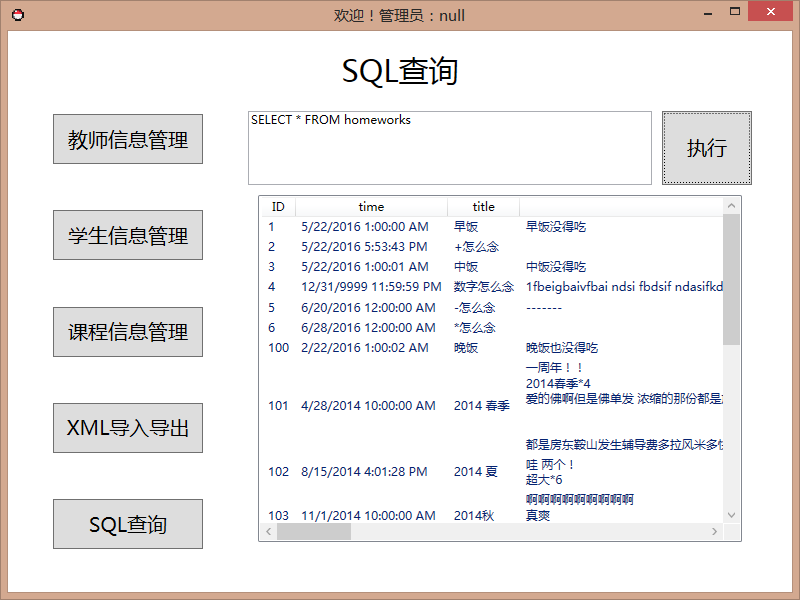 欢迎！管理员：null
SQL查询
教师信息管理
学生信息管理
课程信息管理
XML导入导出
SQL查询
SELECT * FROM homeworks
执行
ID time title
1 5/22/2016 1:00:00 AM 早饭 早饭没得吃
2 5/22/2016 5:53:43 PM +怎么念
3 5/22/2016 1:00:01 AM 中饭 中饭没得吃
4 12/31/9999 11:59:59 PM 数字怎么念 1fbeigbaivfbai ndsi fbdsif ndasifkd
5 6/20/2016 12:00:00 AM -怎么念 -------
6 6/28/2016 12:00:00 AM *怎么念
100 2/22/2016 1:00:02 AM 晚饭 晚饭也没得吃
一周年！！
2014春季*4
爱的佛啊但是佛单发 浓缩的那份都是
101 4/28/2014 10:00:00 AM 2014 春季
都是房东鞍山发生辅导费多拉风米多
哇 两个！
102 8/15/2014 4:01:28 PM 2014 夏
超大*6
啊啊啊啊啊啊啊啊啊
103 11/1/2014 10:00:00 AM 2014秋 真爽